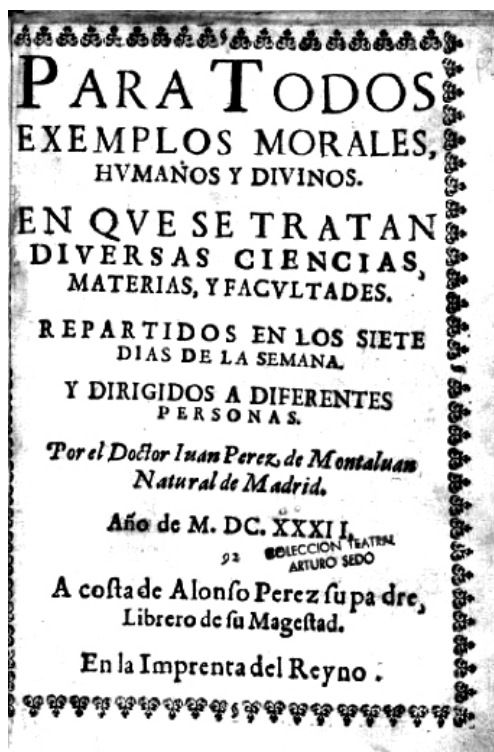 PARA TODOS
EXEMPLOS MORALES,
HVMANOS Y DIVINOS.
EN QVE SE TRATAN
DIVERSAS CIENCIAS,
MATERIAS, Y FACVLTADES.
REPARTIDOS EN LOS SIETE
DIAS DE LA SEMANA.
Y DIRIGIDOS A DIFERENTES
PERSONAS.
Por el Doctor Iuan Perez de Montaluan
Natural de Madrid.
Año de M. DC. XXXII.
92
COLECCION TEATRAL
ARTURO SEDO
A coſta de Alonſo Perez ſu padre,
Librero de ſu Mageſtad.
En la Imprenta del Reyno.